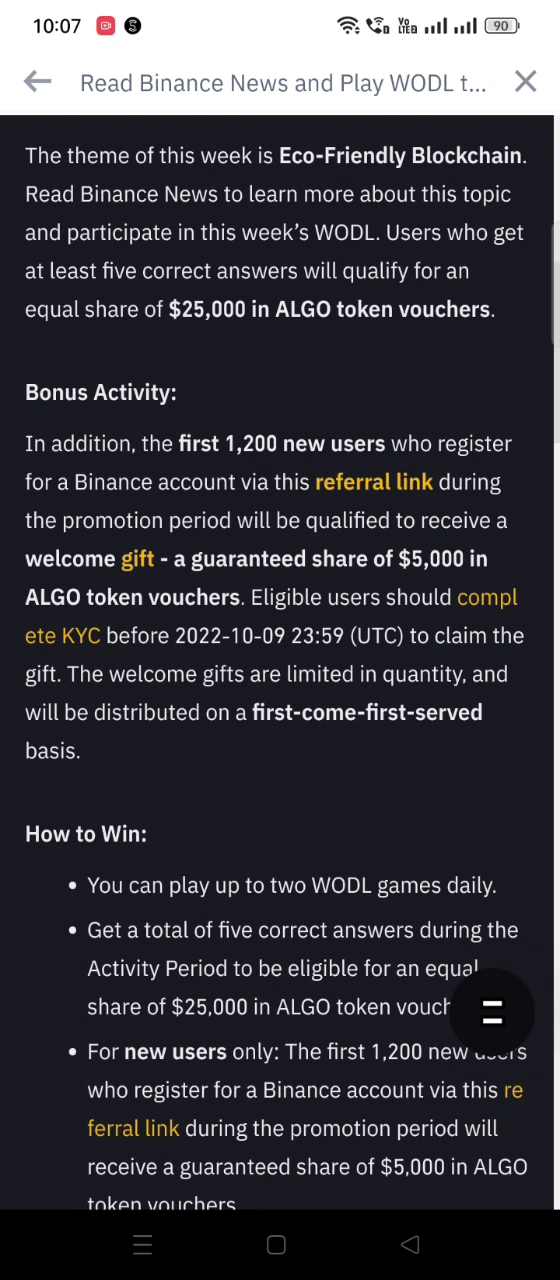 10:07
Vo
LTE2
90
Read Binance News and Play WODL t...
The theme of this week is Eco-Friendly Blockchain.
Read Binance News to learn more about this topic
and participate in this week’s WODL. Users who get
at least five correct answers will qualify for an
equal share of $25,000 in ALGO token vouchers.
Bonus Activity:
In addition, the first 1,200 new users who register
for a Binance account via this referral link during
the promotion period will be qualified to receive a
welcome gift - a guaranteed share of $5,000 in
ALGO token vouchers. Eligible users should compl
ete KYC before 2022-10-09 23:59 (UTC) to claim the
gift. The welcome gifts are limited in quantity, and
will be distributed on a first-come-first-served
basis.
How to Win:
• You can play up to two WODL games daily.
• Get a total of five correct answers during the
Activity Period to be eligible for an equal
share of $25,000 in ALGO token vouch
• For new users only: The first 1,200 new users
who register for a Binance account via this re
ferral link during the promotion period will
receive a guaranteed share of $5,000 in ALGO
token vouchers